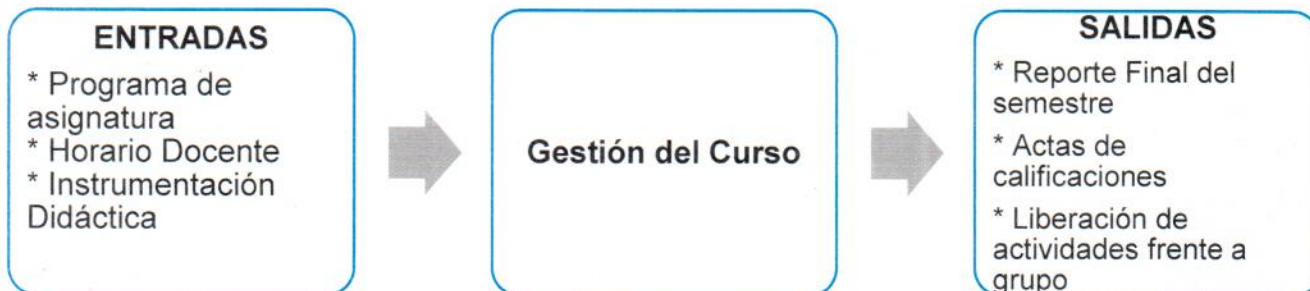 ENTRADAS
* Programa de
asignatura
* Horario Docente
* Instrumentación
Didáctica
Gestión del Curso
SALIDAS
* Reporte Final del
semestre
* Actas de
calificaciones
* Liberación de
actividades frente a
grupo